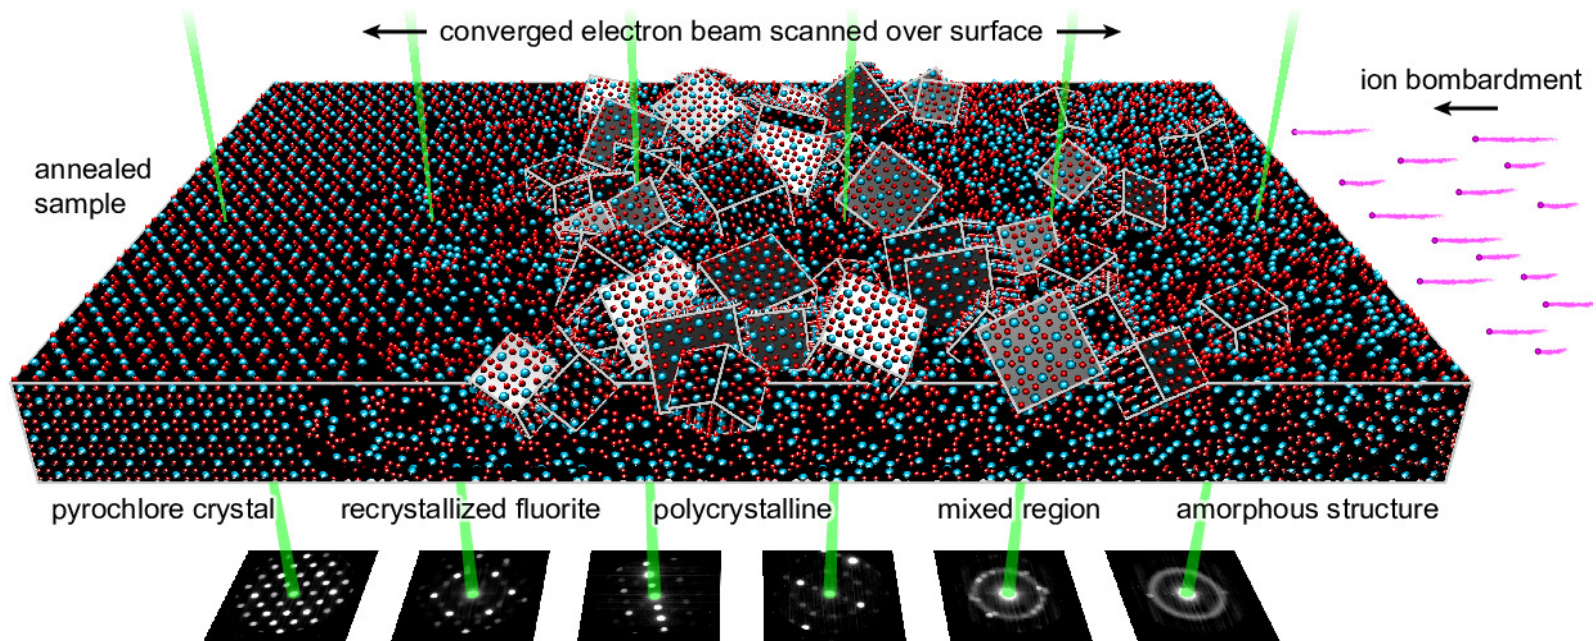 converged electron beam scanned over surface
ion bombardment
annealed
sample
pyrochlore crystal
recrystallized fluorite
polycrystalline
mixed region
amorphous structure